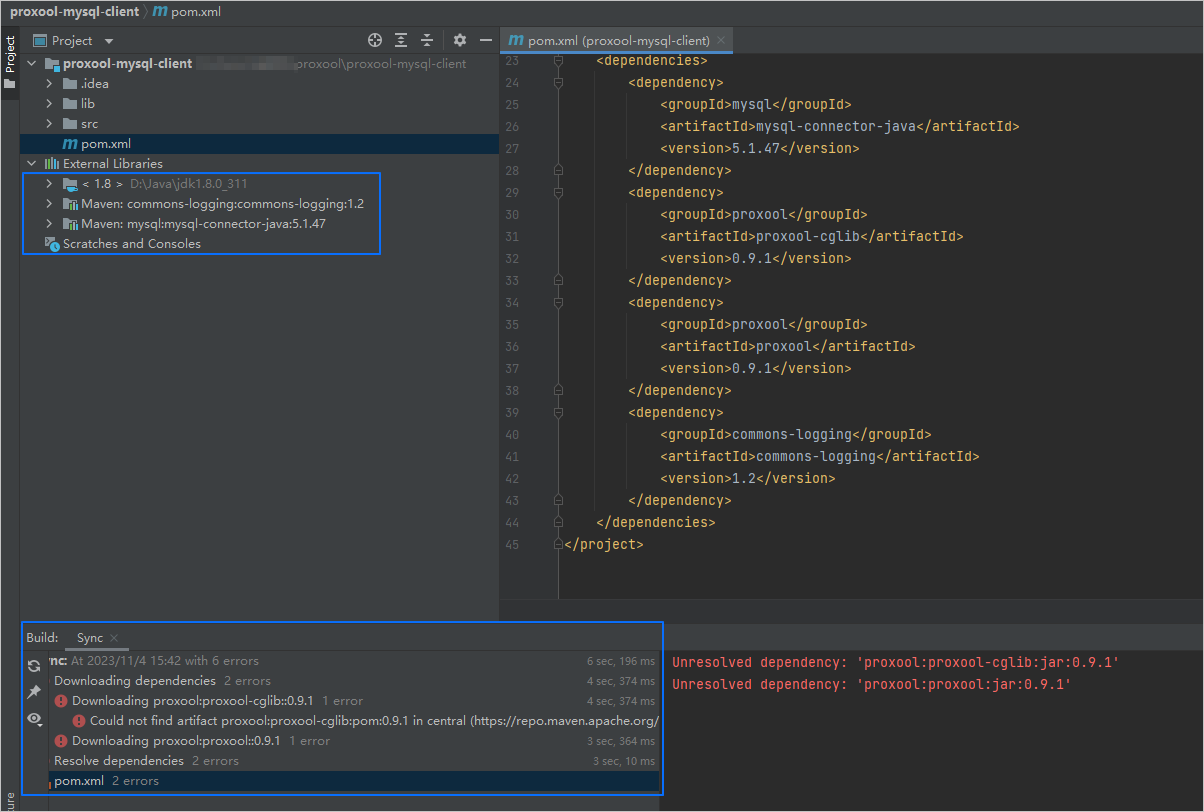 proxool-mysql-client 〉 m pom.xml
Project
Project
m pom.xml (proxool-mysql-client) ×
proxool-mysql-client proxool\proxool-mysql-client
.idea
lib
src
m pom.xml
External Libraries
< 1.8 > D:\Java\jdk1.8.0_311
Maven: commons-logging:commons-logging:1.2
Maven: mysql:mysql-connector-java:5.1.47
Scratches and Consoles
23 <dependencies>
24 <dependency>
25 <groupId>mysql</groupId>
26 <artifactId>mysql-connector-java</artifactId>
27 <version>5.1.47</version>
28 </dependency>
29 <dependency>
30 <groupId>proxool</groupId>
31 <artifactId>proxool-cglib</artifactId>
32 <version>0.9.1</version>
33 </dependency>
34 <dependency>
35 <groupId>proxool</groupId>
36 <artifactId>proxool</artifactId>
37 <version>0.9.1</version>
38 </dependency>
39 <dependency>
40 <groupId>commons-logging</groupId>
41 <artifactId>commons-logging</artifactId>
42 <version>1.2</version>
43 </dependency>
44 </dependencies>
45 </project>
Build: Sync ×
nc: At 2023/11/4 15:42 with 6 errors 6 sec, 196 ms
Downloading dependencies 2 errors 4 sec, 374 ms
Downloading proxool:proxool-cglib::0.9.1 1 error 4 sec, 374 ms
Could not find artifact proxool:proxool-cglib:pom:0.9.1 in central (https://repo.maven.apache.org/
Downloading proxool:proxool::0.9.1 1 error 3 sec, 364 ms
Resolve dependencies 2 errors 3 sec, 10 ms
pom.xml 2 errors
Unresolved dependency: 'proxool:proxool-cglib:jar:0.9.1'
Unresolved dependency: 'proxool:proxool:jar:0.9.1'
ure